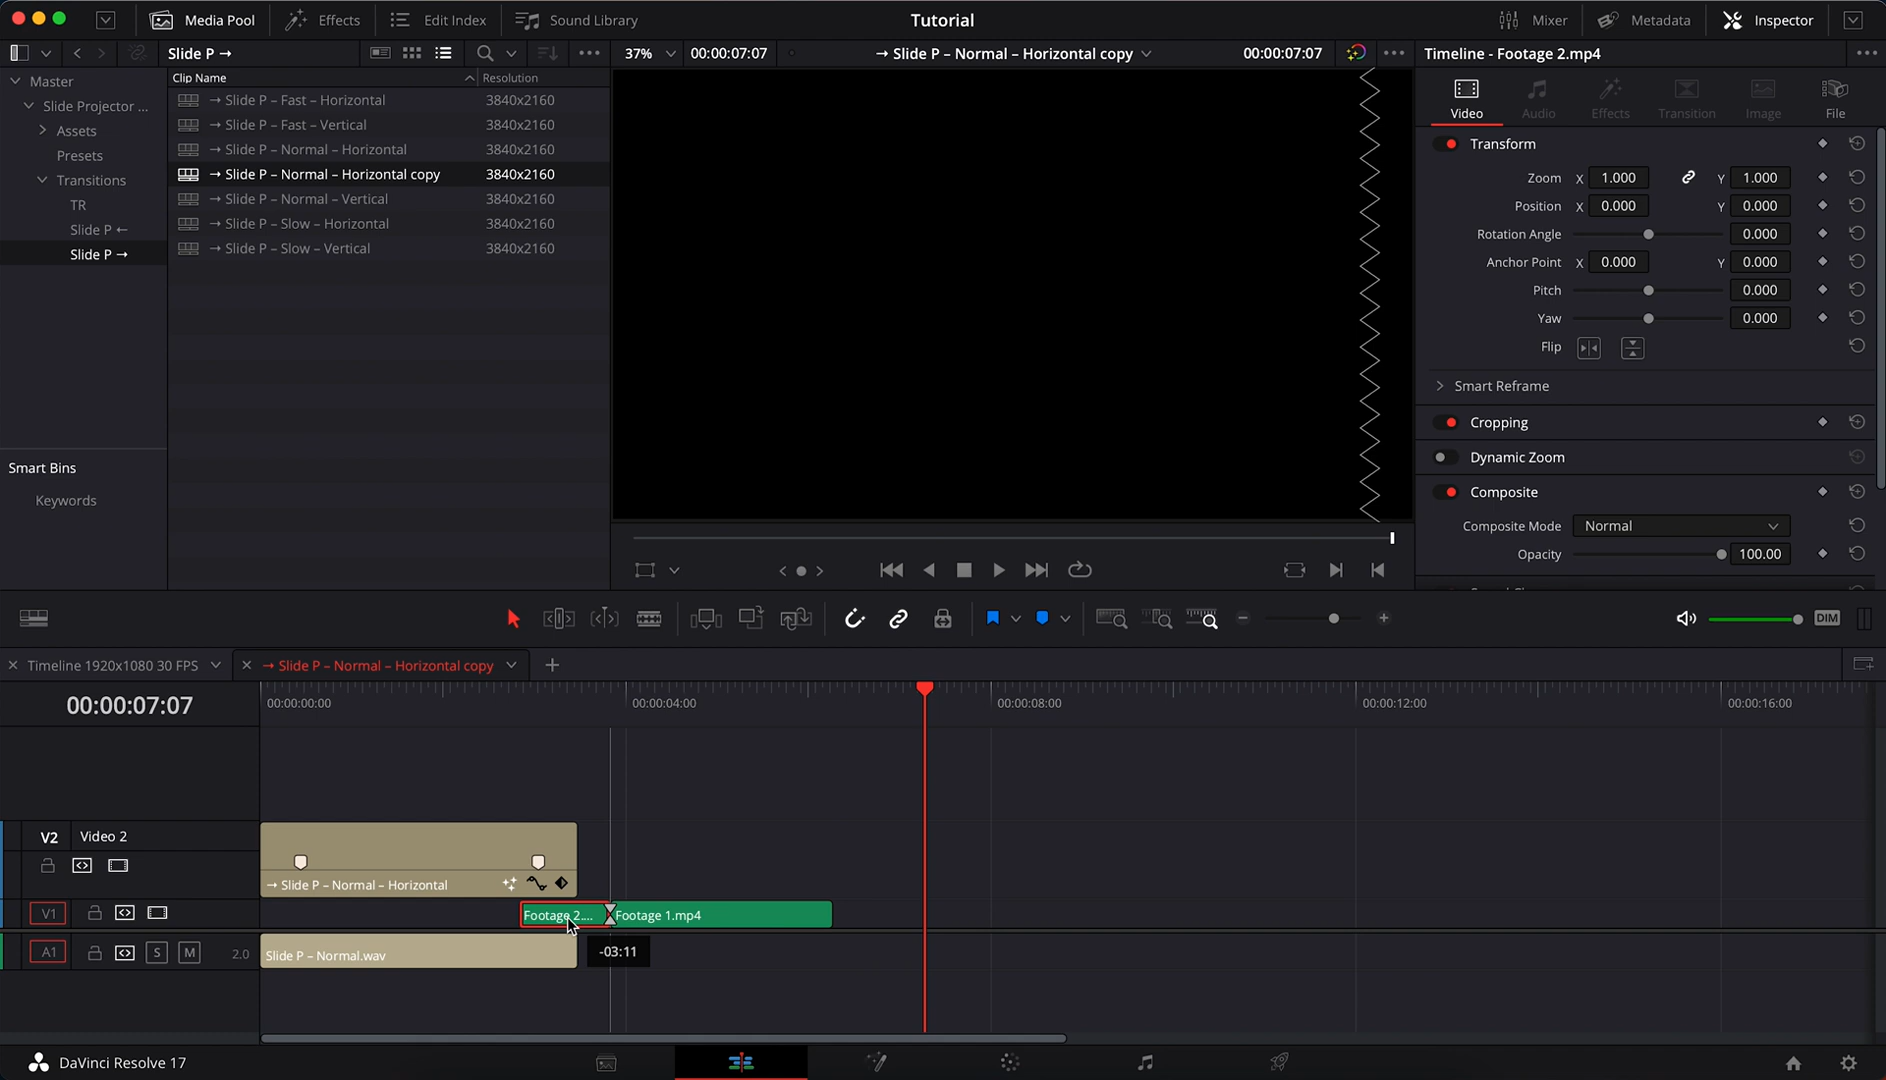 Media Pool
Effects
Edit Index
Sound Library
Tutorial
Mixer
Metadata
Inspector
Slide P →
37%
00:00:07:07
→ Slide P – Normal – Horizontal copy
00:00:07:07
Timeline - Footage 2.mp4
Master
Slide Projector ...
Assets
Presets
Transitions
TR
Slide P ←
Slide P →
Smart Bins
Keywords
Clip Name
Resolution
→ Slide P – Fast – Horizontal 3840x2160
→ Slide P – Fast – Vertical 3840x2160
→ Slide P – Normal – Horizontal 3840x2160
→ Slide P – Normal – Horizontal copy 3840x2160
→ Slide P – Normal – Vertical 3840x2160
→ Slide P – Slow – Horizontal 3840x2160
→ Slide P – Slow – Vertical 3840x2160
Video
Audio
Effects
Transition
Image
File
Transform
Zoom X 1.000 Y 1.000
Position X 0.000 Y 0.000
Rotation Angle 0.000
Anchor Point X 0.000 Y 0.000
Pitch 0.000
Yaw 0.000
Flip
Smart Reframe
Cropping
Dynamic Zoom
Composite
Composite Mode Normal
Opacity 100.00
DIM
Timeline 1920x1080 30 FPS
→ Slide P – Normal – Horizontal copy
00:00:07:07
00:00:00:00
00:00:04:00
00:00:08:00
00:00:12:00
00:00:16:00
V2 Video 2
→ Slide P – Normal – Horizontal
V1
Footage 2....
Footage 1.mp4
A1
S
M
2.0
Slide P – Normal.wav
-03:11
DaVinci Resolve 17